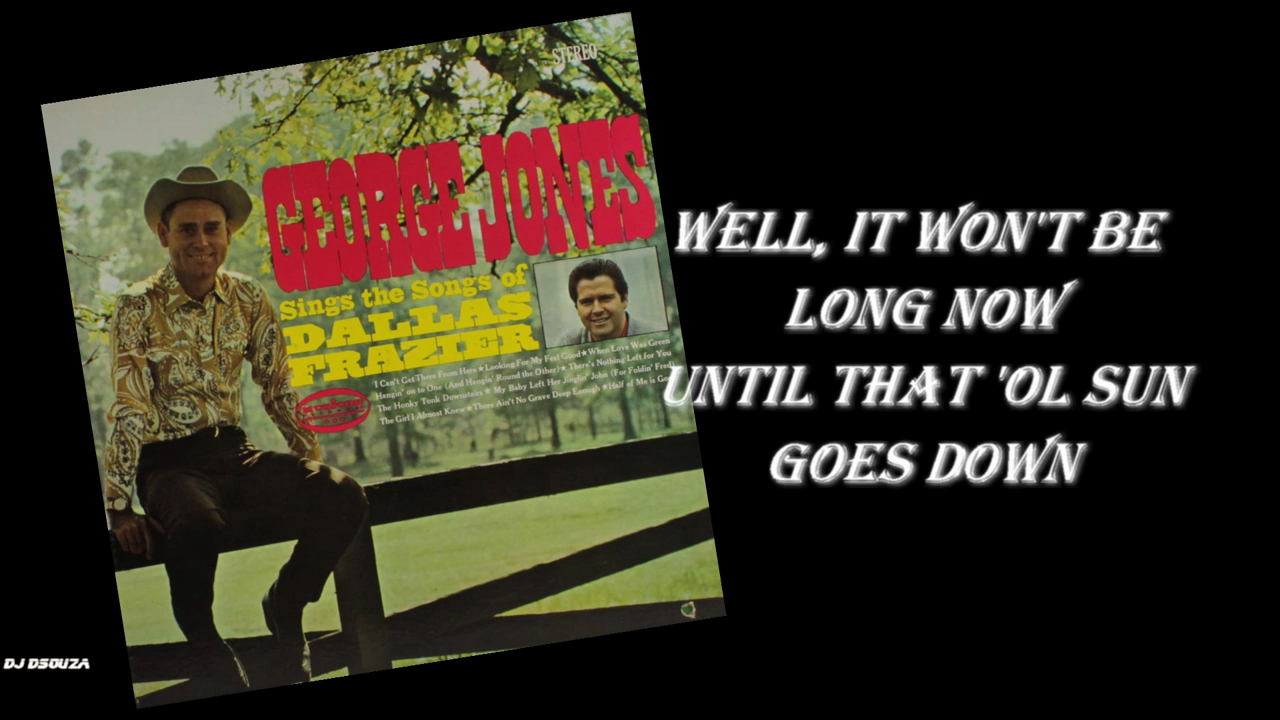 STEREO
GEORGE JONES
Sings the Songs of
DALLAS
FRAZIER
I Can't Get There From Here ★ Looking For My Feel Good ★ When Love Was Green
Hangin' on to One (And Hangin' Round the Other) ★ There's Nothing Left for You
The Honky Tonk Downstairs ★ My Baby Left Her Jinglin' John (For Foldin' Fred)
The Girl I Almost Knew ★ There Ain't No Grave Deep Enough ★ Half of Me is
WELL, IT WON'T BE
LONG NOW
UNTIL THAT 'OL SUN
GOES DOWN
DJ DSOUZA